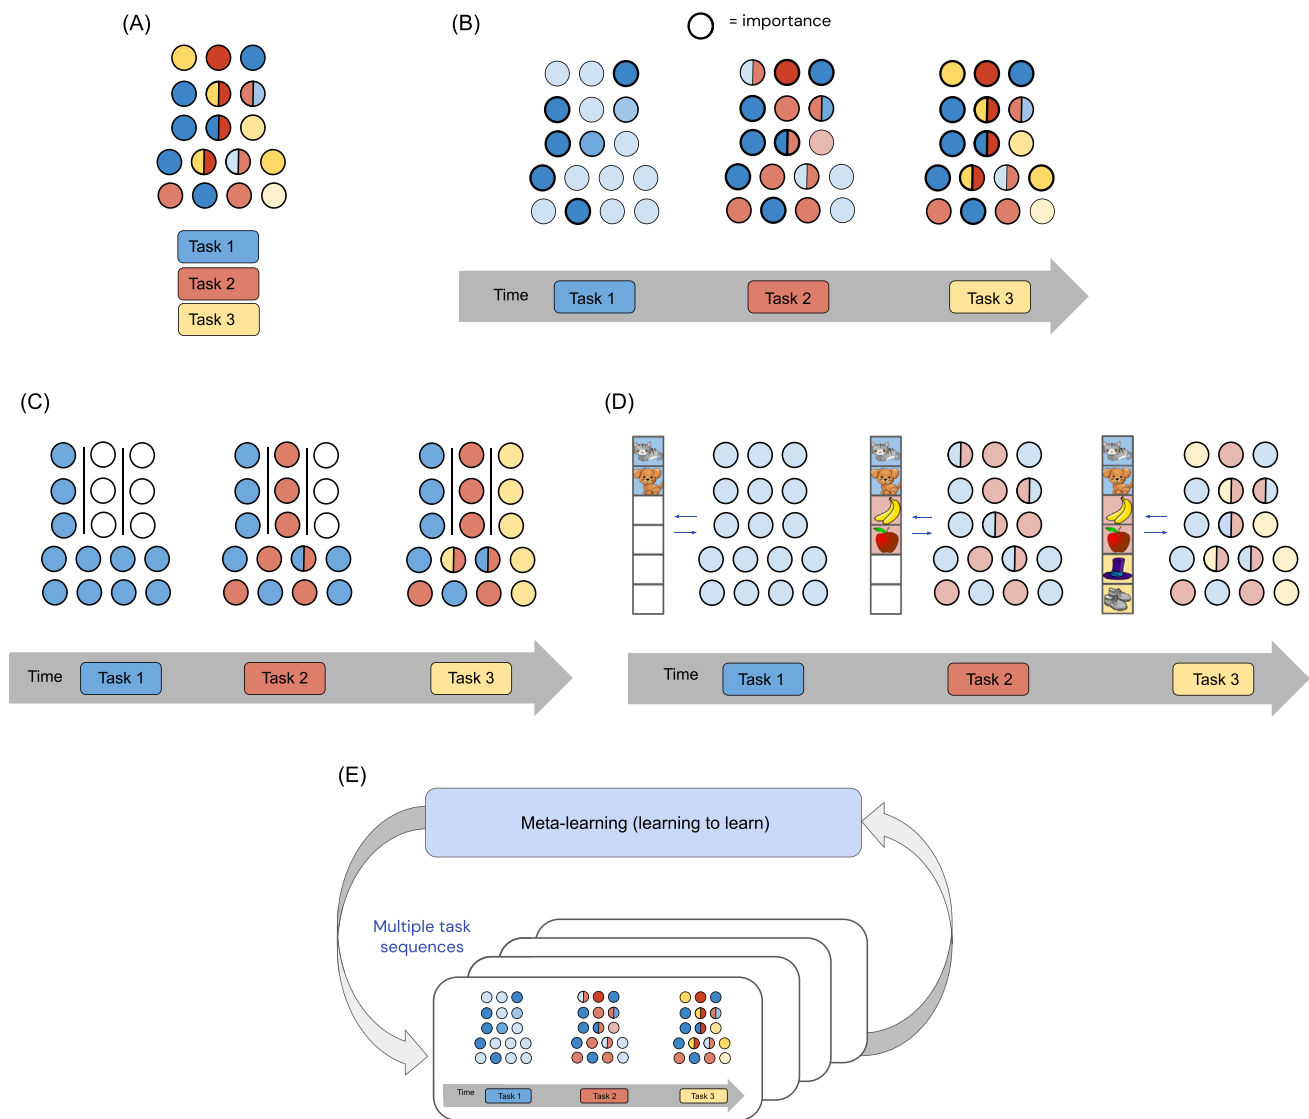 (A)
Task 1
Task 2
Task 3
(B)
= importance
Time
Task 1
Task 2
Task 3
(C)
Time
Task 1
Task 2
Task 3
(D)
Time
Task 1
Task 2
Task 3
(E)
Meta-learning (learning to learn)
Multiple task
sequences
Time
Task 1
Task 2
Task 3